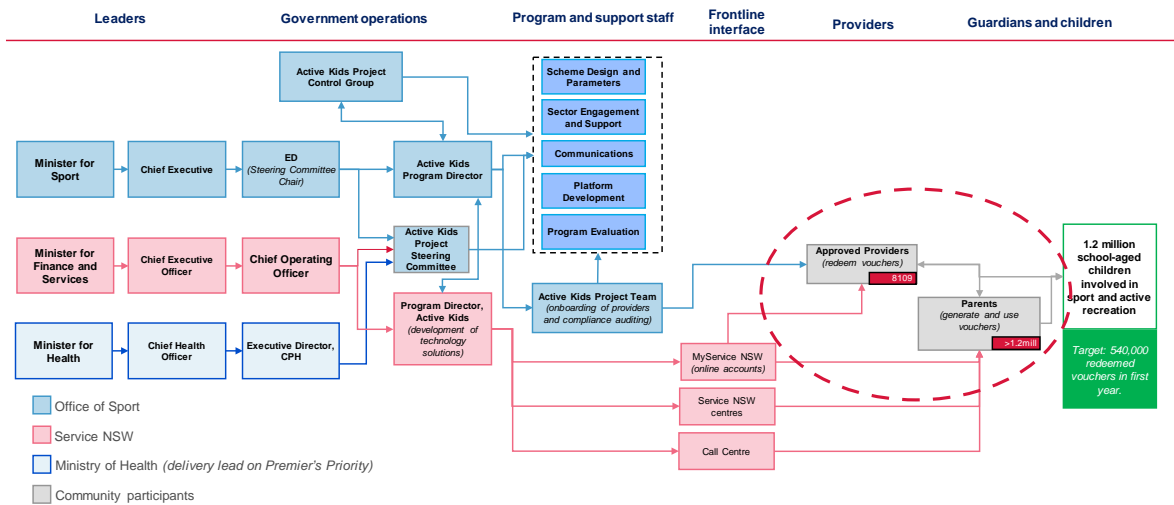 Leaders
Government operations
Program and support staff
Frontline
interface
Providers
Guardians and children
Active Kids Project
Control Group
Scheme Design and
Parameters
Sector Engagement
and Support
Communications
Platform
Development
Program Evaluation
Minister for
Sport
Chief Executive
ED
(Steering Committee
Chair)
Active Kids
Program Director
Minister for
Finance and
Services
Chief Executive
Officer
Chief Operating
Officer
Active Kids
Project
Steering
Committee
Program Director,
Active Kids
(development of
technology
solutions)
Active Kids Project Team
(onboarding of providers
and compliance auditing)
Approved Providers
(redeem vouchers)
8109
Parents
(generate and use
vouchers)
>1.2mill
1.2 million
school-aged
children
involved in
sport and active
recreation
Target: 540,000
redeemed
vouchers in first
year.
Minister for
Health
Chief Health
Officer
Executive Director,
CPH
MyService NSW
(online accounts)
Service NSW
centres
Call Centre
Office of Sport
Service NSW
Ministry of Health (delivery lead on Premier's Priority)
Community participants